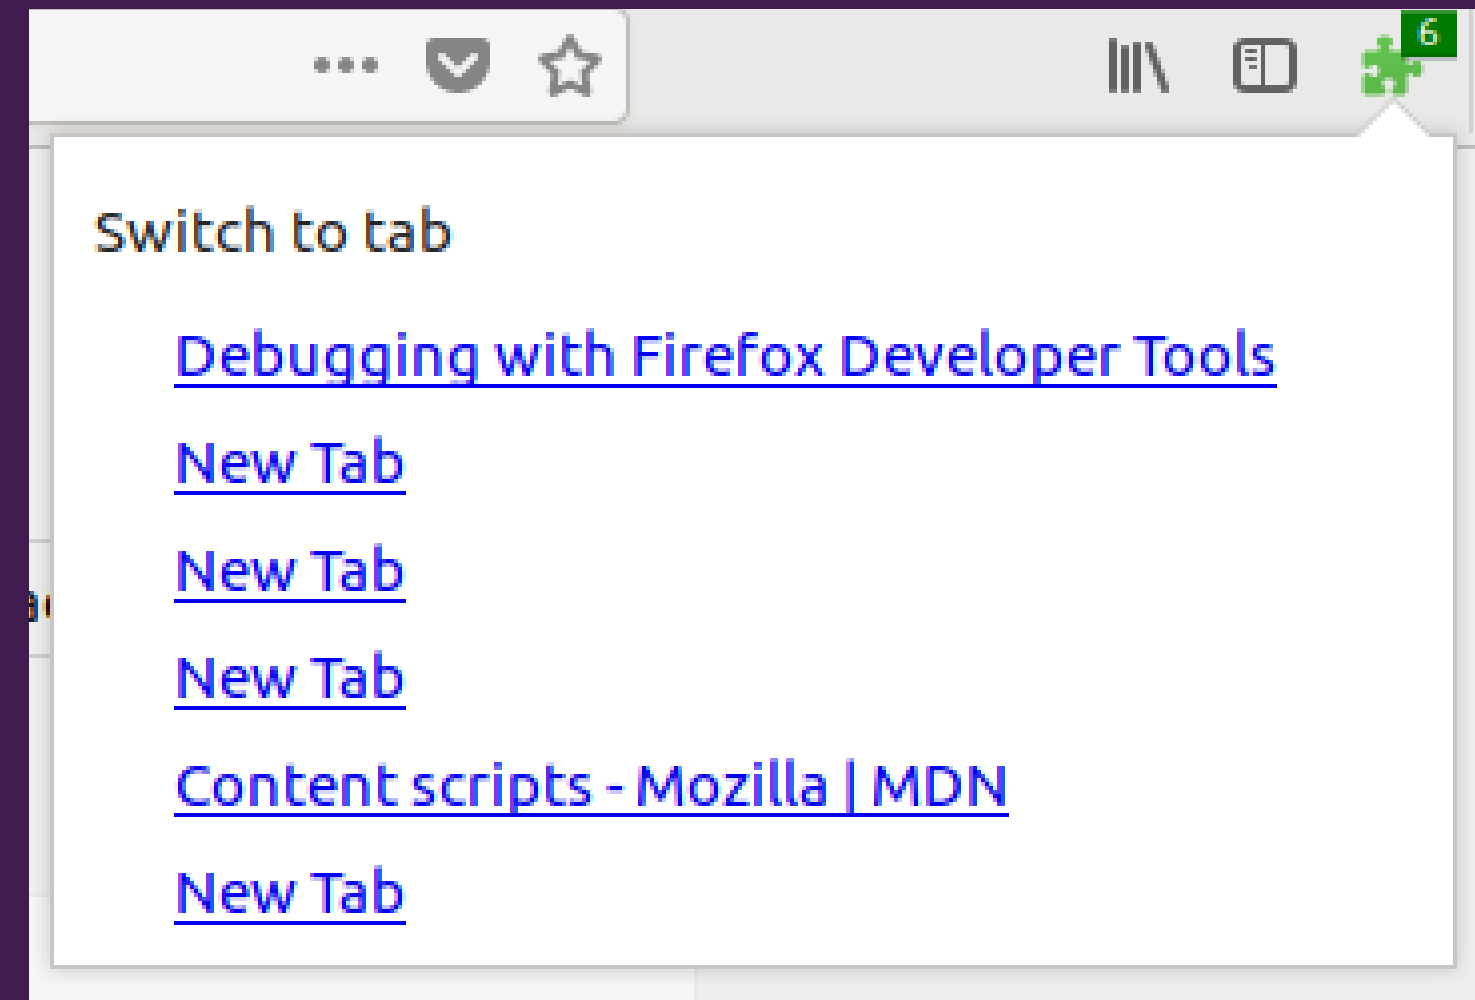 6
Switch to tab
Debugging with Firefox Developer Tools
New Tab
New Tab
New Tab
Content scripts - Mozilla | MDN
New Tab